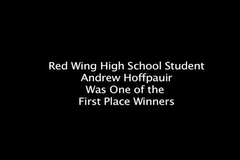 Red Wing High School Student
Andrew Hoffpauir
Was One of the
First Place Winners